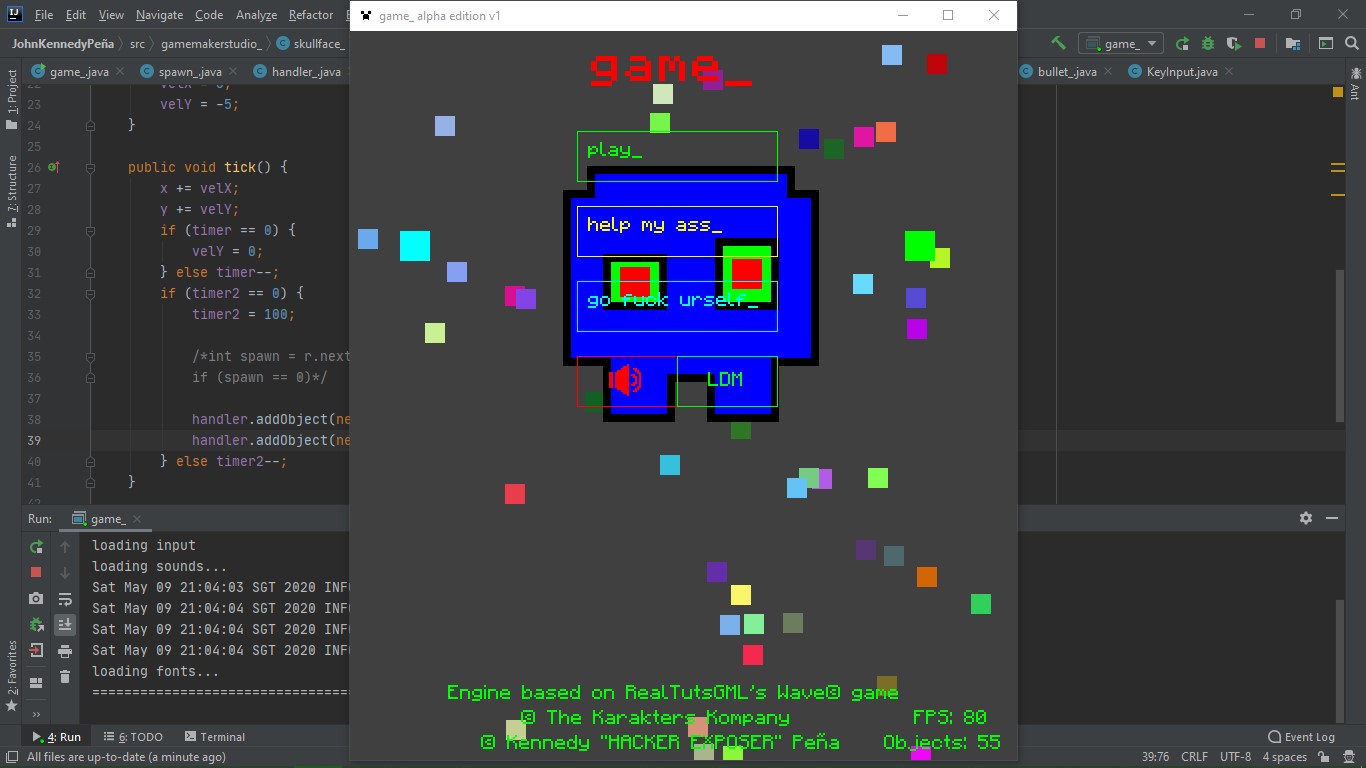 File Edit View Navigate Code Analyze Refactor
game_ alpha edition v1
JohnKennedyPeña src gamemakerstudio_ skullface_
game_
game_.java spawn_.java handler_.java bullet_.java KeyInput.java
1: Project
7: Structure
2: Favorites
Ant
23 velY = -5;
24 }
25
26 public void tick() {
27 x += velX;
28 y += velY;
29 if (timer == 0) {
30 velY = 0;
31 } else timer--;
32 if (timer2 == 0) {
33 timer2 = 100;
34
35 /*int spawn = r.next
36 if (spawn == 0)*/
37
38 handler.addObject(ne
39 handler.addObject(ne
40 } else timer2--;
41 }
game_
play_
help my ass_
go fuck urself_
LDM
Engine based on RealTutsGML's Wave© game
© The Karakters Kompany
FPS: 80
© Kennedy "HACKER EXPOSER" Peña
Objects: 55
Run: game_
loading input
loading sounds...
Sat May 09 21:04:03 SGT 2020 INFO
Sat May 09 21:04:04 SGT 2020 INFO
Sat May 09 21:04:04 SGT 2020 INFO
Sat May 09 21:04:04 SGT 2020 INFO
loading fonts...
================================
4: Run 6: TODO Terminal
Event Log
All files are up-to-date (a minute ago)
39:76 CRLF UTF-8 4 spaces